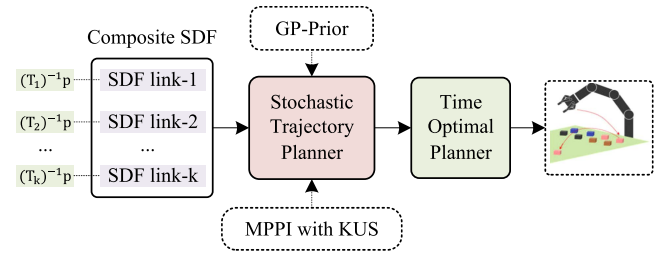 GP-Prior
Composite SDF
(T₁)⁻¹p
SDF link-1
(T₂)⁻¹p
SDF link-2
...
...
(Tₖ)⁻¹p
SDF link-k
Stochastic
Trajectory
Planner
Time
Optimal
Planner
MPPI with KUS